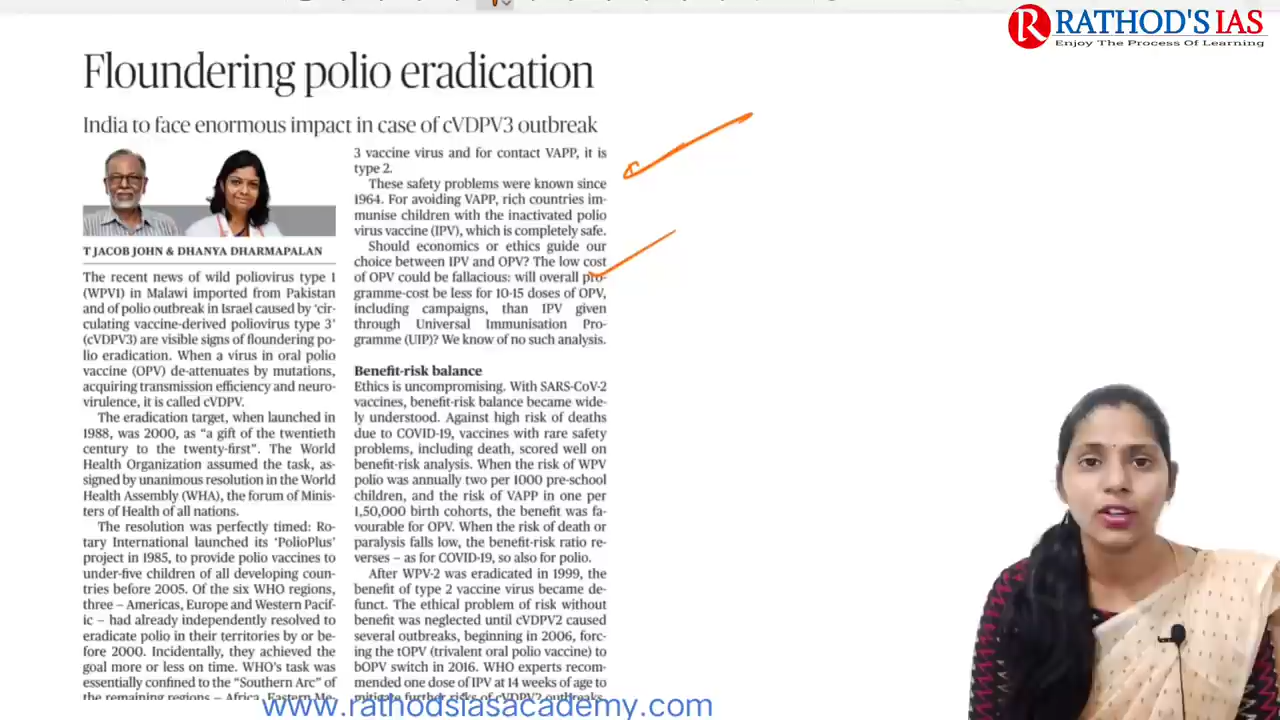 RATHOD'S IAS
Enjoy The Process Of Learning
Floundering polio eradication
India to face enormous impact in case of cVDPV3 outbreak
T JACOB JOHN & DHANYA DHARMAPALAN
The recent news of wild poliovirus type 1
(WPV1) in Malawi imported from Pakistan
and of polio outbreak in Israel caused by 'cir-
culating vaccine-derived poliovirus type 3'
(cVDPV3) are visible signs of floundering po-
lio eradication. When a virus in oral polio
vaccine (OPV) de-attenuates by mutations,
acquiring transmission efficiency and neuro-
virulence, it is called cVDPV.
The eradication target, when launched in
1988, was 2000, as “a gift of the twentieth
century to the twenty-first”. The World
Health Organization assumed the task, as-
signed by unanimous resolution in the World
Health Assembly (WHA), the forum of Minis-
ters of Health of all nations.
The resolution was perfectly timed: Ro-
tary International launched its 'PolioPlus'
project in 1985, to provide polio vaccines to
under-five children of all developing coun-
tries before 2005. Of the six WHO regions,
three – Americas, Europe and Western Pacif-
ic – had already independently resolved to
eradicate polio in their territories by or be-
fore 2000. Incidentally, they achieved the
goal more or less on time. WHO's task was
essentially confined to the “Southern Arc” of
the remaining regions – Africa, Eastern Me-
3 vaccine virus and for contact VAPP, it is
type 2.
These safety problems were known since
1964. For avoiding VAPP, rich countries im-
munise children with the inactivated polio
virus vaccine (IPV), which is completely safe.
Should economics or ethics guide our
choice between IPV and OPV? The low cost
of OPV could be fallacious: will overall pro-
gramme-cost be less for 10-15 doses of OPV,
including campaigns, than IPV given
through Universal Immunisation Pro-
gramme (UIP)? We know of no such analysis.
Benefit-risk balance
Ethics is uncompromising. With SARS-CoV-2
vaccines, benefit-risk balance became wide-
ly understood. Against high risk of deaths
due to COVID-19, vaccines with rare safety
problems, including death, scored well on
benefit-risk analysis. When the risk of WPV
polio was annually two per 1000 pre-school
children, and the risk of VAPP in one per
1,50,000 birth cohorts, the benefit was fa-
vourable for OPV. When the risk of death or
paralysis falls low, the benefit-risk ratio re-
verses – as for COVID-19, so also for polio.
After WPV-2 was eradicated in 1999, the
benefit of type 2 vaccine virus became de-
funct. The ethical problem of risk without
benefit was neglected until cVDPV2 caused
several outbreaks, beginning in 2006, forc-
ing the tOPV (trivalent oral polio vaccine) to
bOPV switch in 2016. WHO experts recom-
mended one dose of IPV at 14 weeks of age to
mitigate further risks of cVDPV2 outbreaks.
www.rathodsiasacademy.com